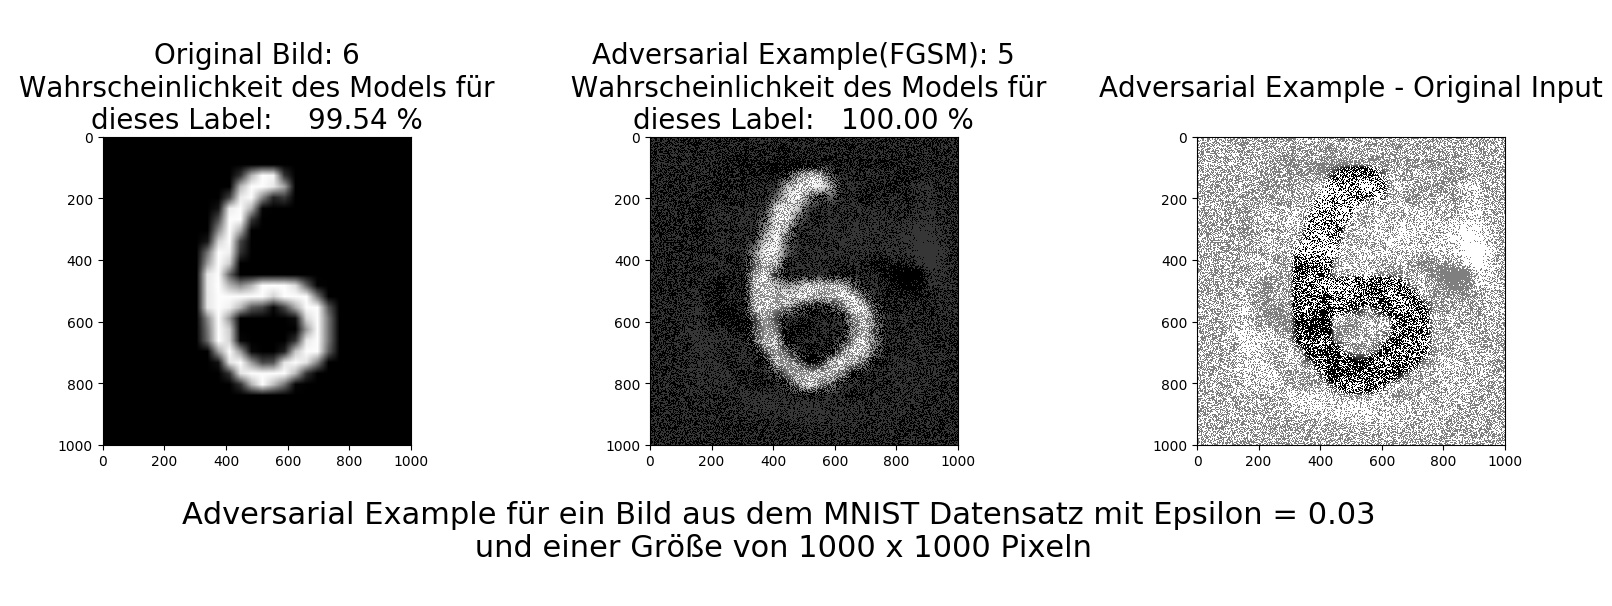 Original Bild: 6
Wahrscheinlichkeit des Models für
dieses Label: 99.54 %
0
200
400
600
800
1000
0 200 400 600 800 1000
Adversarial Example(FGSM): 5
Wahrscheinlichkeit des Models für
dieses Label: 100.00 %
0
200
400
600
800
1000
0 200 400 600 800 1000
Adversarial Example - Original Input
0
200
400
600
800
1000
0 200 400 600 800 1000
6
6
Adversarial Example für ein Bild aus dem MNIST Datensatz mit Epsilon = 0.03
und einer Größe von 1000 x 1000 Pixeln